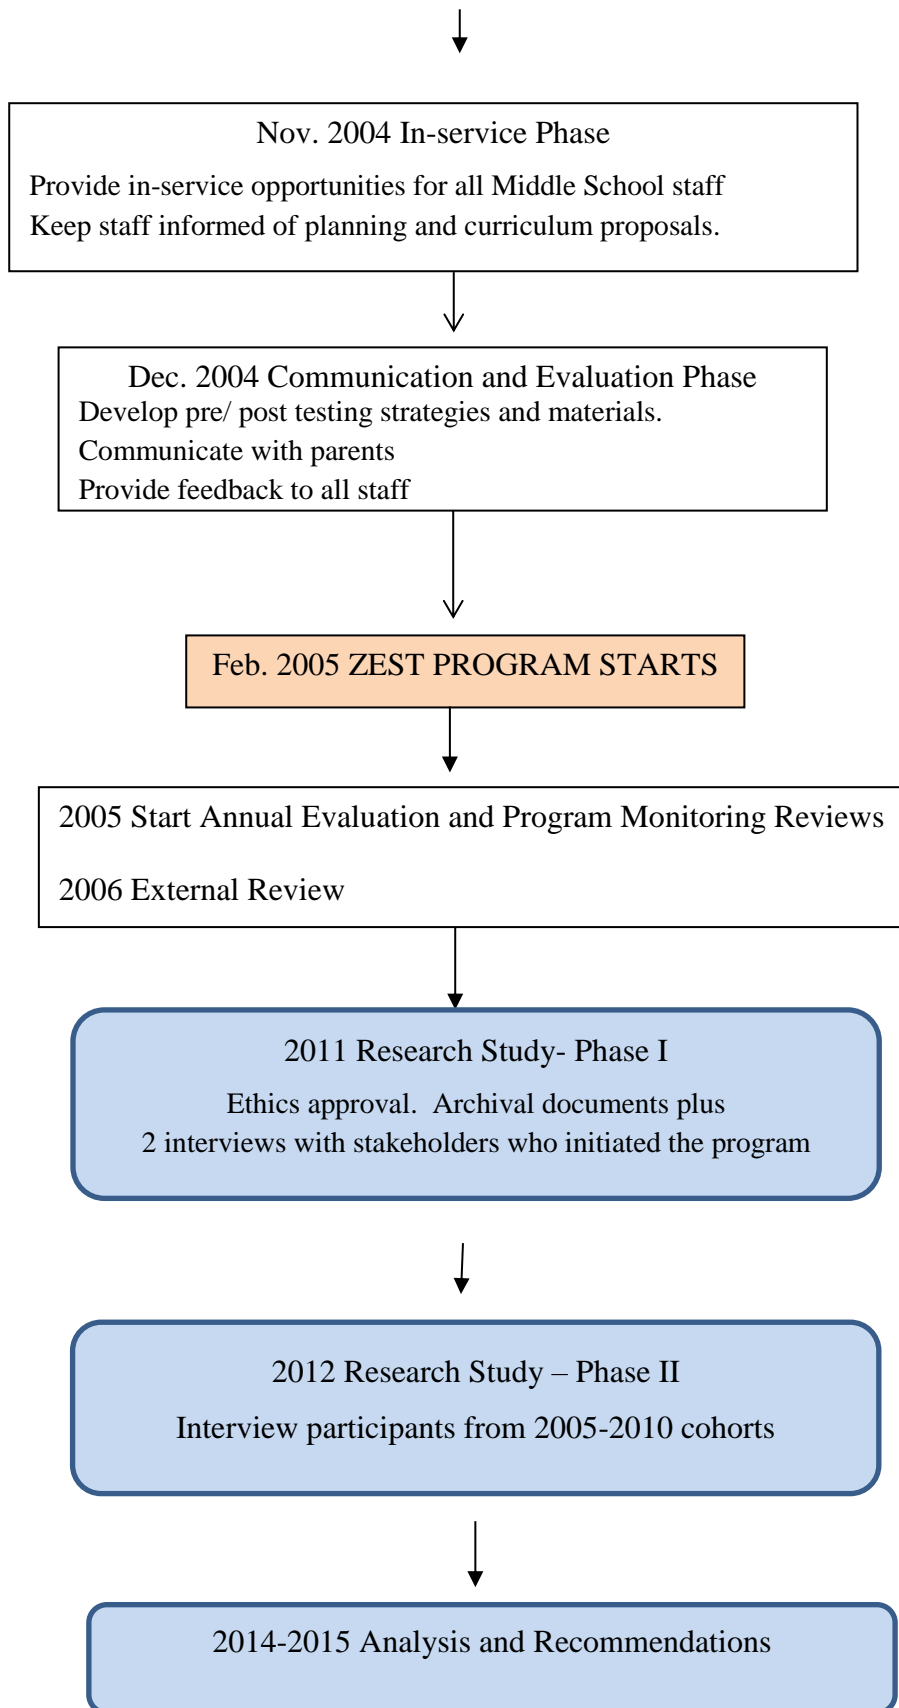 Nov. 2004 In-service Phase
Provide in-service opportunities for all Middle School staff
Keep staff informed of planning and curriculum proposals.
Dec. 2004 Communication and Evaluation Phase
Develop pre/ post testing strategies and materials.
Communicate with parents
Provide feedback to all staff
Feb. 2005 ZEST PROGRAM STARTS
2005 Start Annual Evaluation and Program Monitoring Reviews
2006 External Review
2011 Research Study- Phase I
Ethics approval.  Archival documents plus
2 interviews with stakeholders who initiated the program
2012 Research Study – Phase II
Interview participants from 2005-2010 cohorts
2014-2015 Analysis and Recommendations